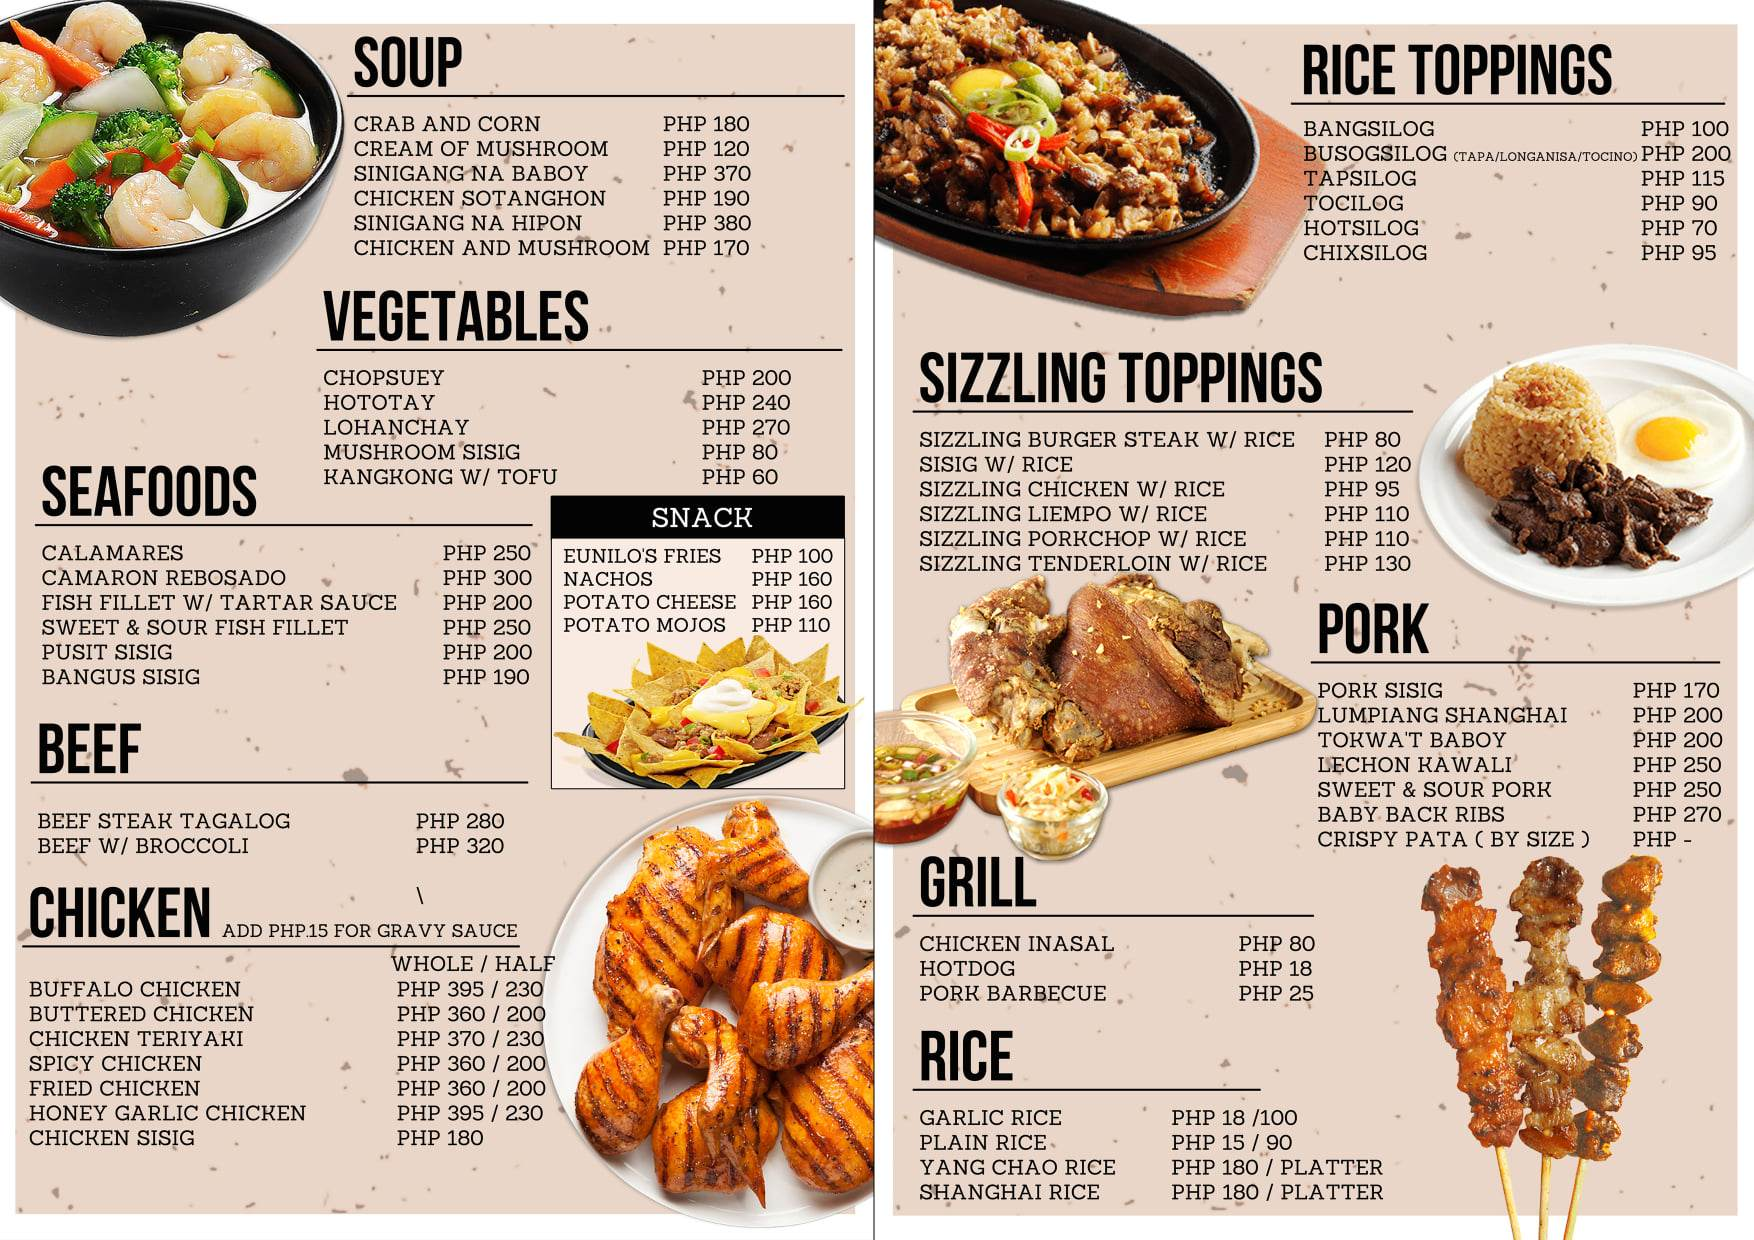 SOUP
CRAB AND CORN PHP 180
CREAM OF MUSHROOM PHP 120
SINIGANG NA BABOY PHP 370
CHICKEN SOTANGHON PHP 190
SINIGANG NA HIPON PHP 380
CHICKEN AND MUSHROOM PHP 170
VEGETABLES
CHOPSUEY PHP 200
HOTOTAY PHP 240
LOHANCHAY PHP 270
MUSHROOM SISIG PHP 80
KANGKONG W/ TOFU PHP 60
SEAFOODS
CALAMARES PHP 250
CAMARON REBOSADO PHP 300
FISH FILLET W/ TARTAR SAUCE PHP 200
SWEET & SOUR FISH FILLET PHP 250
PUSIT SISIG PHP 200
BANGUS SISIG PHP 190
SNACK
EUNILO'S FRIES PHP 100
NACHOS PHP 160
POTATO CHEESE PHP 160
POTATO MOJOS PHP 110
BEEF
BEEF STEAK TAGALOG PHP 280
BEEF W/ BROCCOLI PHP 320
\
CHICKEN ADD PHP.15 FOR GRAVY SAUCE
WHOLE / HALF
BUFFALO CHICKEN PHP 395 / 230
BUTTERED CHICKEN PHP 360 / 200
CHICKEN TERIYAKI PHP 370 / 230
SPICY CHICKEN PHP 360 / 200
FRIED CHICKEN PHP 360 / 200
HONEY GARLIC CHICKEN PHP 395 / 230
CHICKEN SISIG PHP 180
RICE TOPPINGS
BANGSILOG PHP 100
BUSOGSILOG (TAPA/LONGANISA/TOCINO) PHP 200
TAPSILOG PHP 115
TOCILOG PHP 90
HOTSILOG PHP 70
CHIXSILOG PHP 95
SIZZLING TOPPINGS
SIZZLING BURGER STEAK W/ RICE PHP 80
SISIG W/ RICE PHP 120
SIZZLING CHICKEN W/ RICE PHP 95
SIZZLING LIEMPO W/ RICE PHP 110
SIZZLING PORKCHOP W/ RICE PHP 110
SIZZLING TENDERLOIN W/ RICE PHP 130
PORK
PORK SISIG PHP 170
LUMPIANG SHANGHAI PHP 200
TOKWA'T BABOY PHP 200
LECHON KAWALI PHP 250
SWEET & SOUR PORK PHP 250
BABY BACK RIBS PHP 270
CRISPY PATA ( BY SIZE ) PHP -
GRILL
CHICKEN INASAL PHP 80
HOTDOG PHP 18
PORK BARBECUE PHP 25
RICE
GARLIC RICE PHP 18 /100
PLAIN RICE PHP 15 / 90
YANG CHAO RICE PHP 180 / PLATTER
SHANGHAI RICE PHP 180 / PLATTER